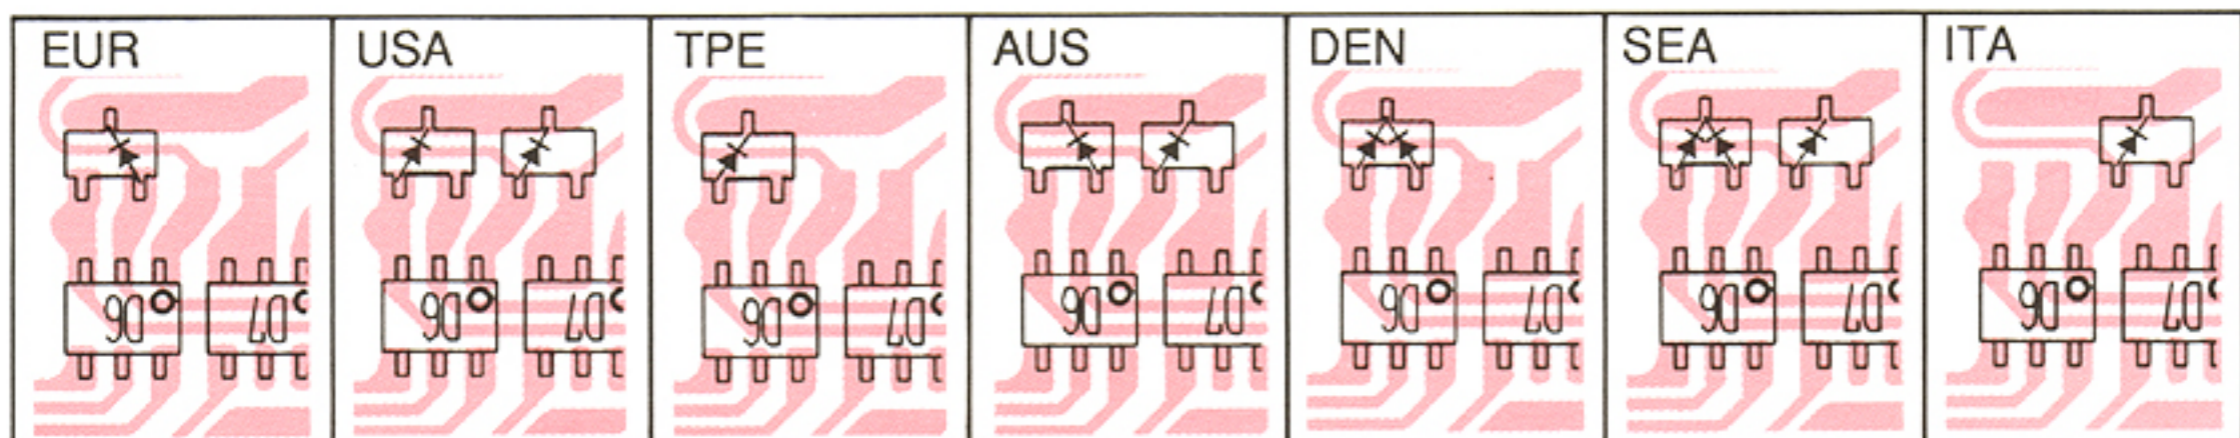 EUR USA TPE AUS DEN SEA ITA
D6 D7 D6 D7 D6 D7 D6 D7 D6 D7 D6 D7 D6 D7